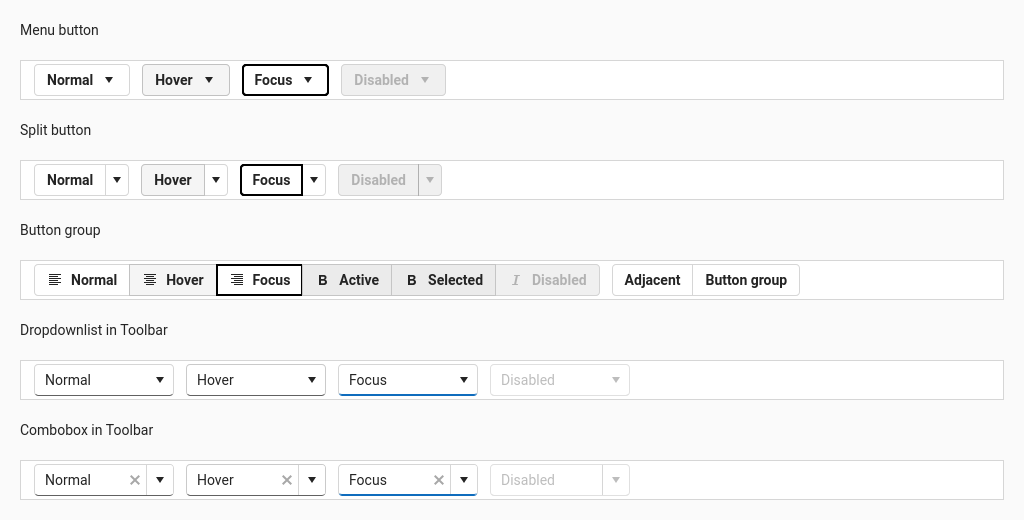 Menu button
Normal Hover Focus Disabled
Split button
Normal Hover Focus Disabled
Button group
Normal Hover Focus B Active B Selected I Disabled Adjacent Button group
Dropdownlist in Toolbar
Normal Hover Focus Disabled
Combobox in Toolbar
Normal Hover Focus Disabled